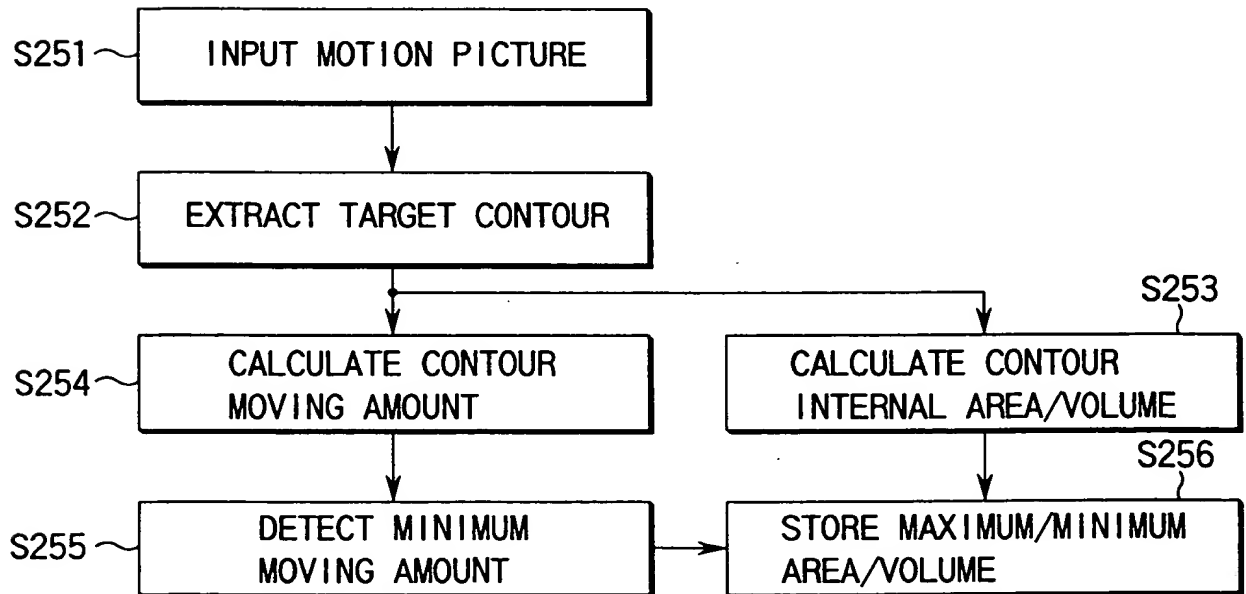 S251
INPUT MOTION PICTURE
S252
EXTRACT TARGET CONTOUR
S253
S254
CALCULATE CONTOUR
MOVING AMOUNT
CALCULATE CONTOUR
INTERNAL AREA/VOLUME
S256
S255
DETECT MINIMUM
MOVING AMOUNT
STORE MAXIMUM/MINIMUM
AREA/VOLUME